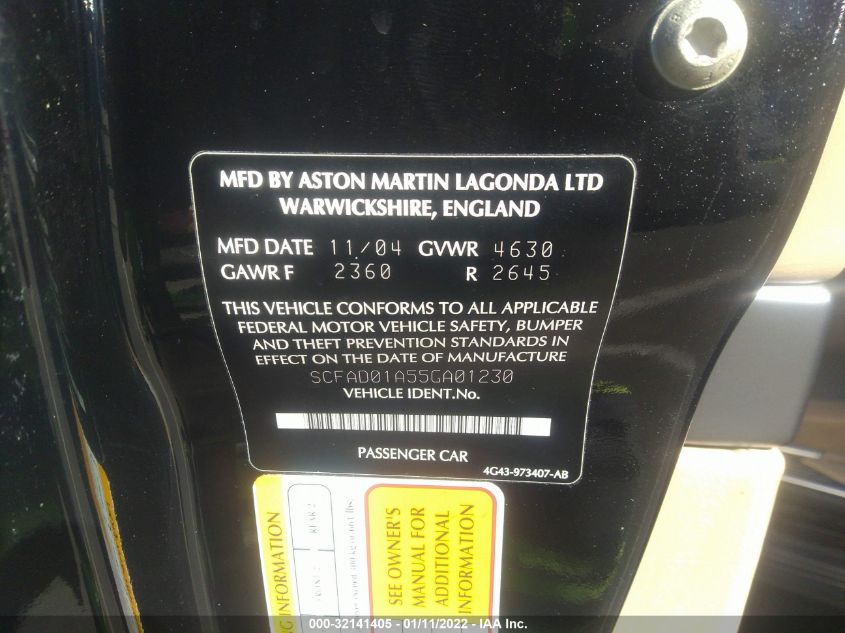 MFD BY ASTON MARTIN LAGONDA LTD
WARWICKSHIRE, ENGLAND
MFD DATE 11/04 GVWR 4630
GAWR F 2360 R 2645
THIS VEHICLE CONFORMS TO ALL APPLICABLE
FEDERAL MOTOR VEHICLE SAFETY, BUMPER
AND THEFT PREVENTION STANDARDS IN
EFFECT ON THE DATE OF MANUFACTURE
SCFAD01A55GA01230
VEHICLE IDENT.No.
PASSENGER CAR
4G43-973407-AB
INFORMATION
REAR 2
SEE OWNER'S
MANUAL FOR
ADDITIONAL
INFORMATION
000-32141405 - 01/11/2022 - IAA Inc.